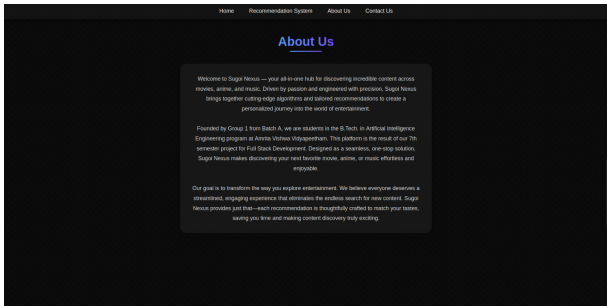 Home Recommendation System About Us Contact Us
About Us
Welcome to Sugoi Nexus — your all-in-one hub for discovering incredible content across
movies, anime, and music. Driven by passion and engineered with precision, Sugoi Nexus
brings together cutting-edge algorithms and tailored recommendations to create a
personalized journey into the world of entertainment.
Founded by Group 1 from Batch A, we are students in the B.Tech. in Artificial Intelligence
Engineering program at Amrita Vishwa Vidyapeetham. This platform is the result of our 7th
semester project for Full Stack Development. Designed as a seamless, one-stop solution,
Sugoi Nexus makes discovering your next favorite movie, anime, or music effortless and
enjoyable.
Our goal is to transform the way you explore entertainment. We believe everyone deserves a
streamlined, engaging experience that eliminates the endless search for new content. Sugoi
Nexus provides just that—each recommendation is thoughtfully crafted to match your tastes,
saving you time and making content discovery truly exciting.